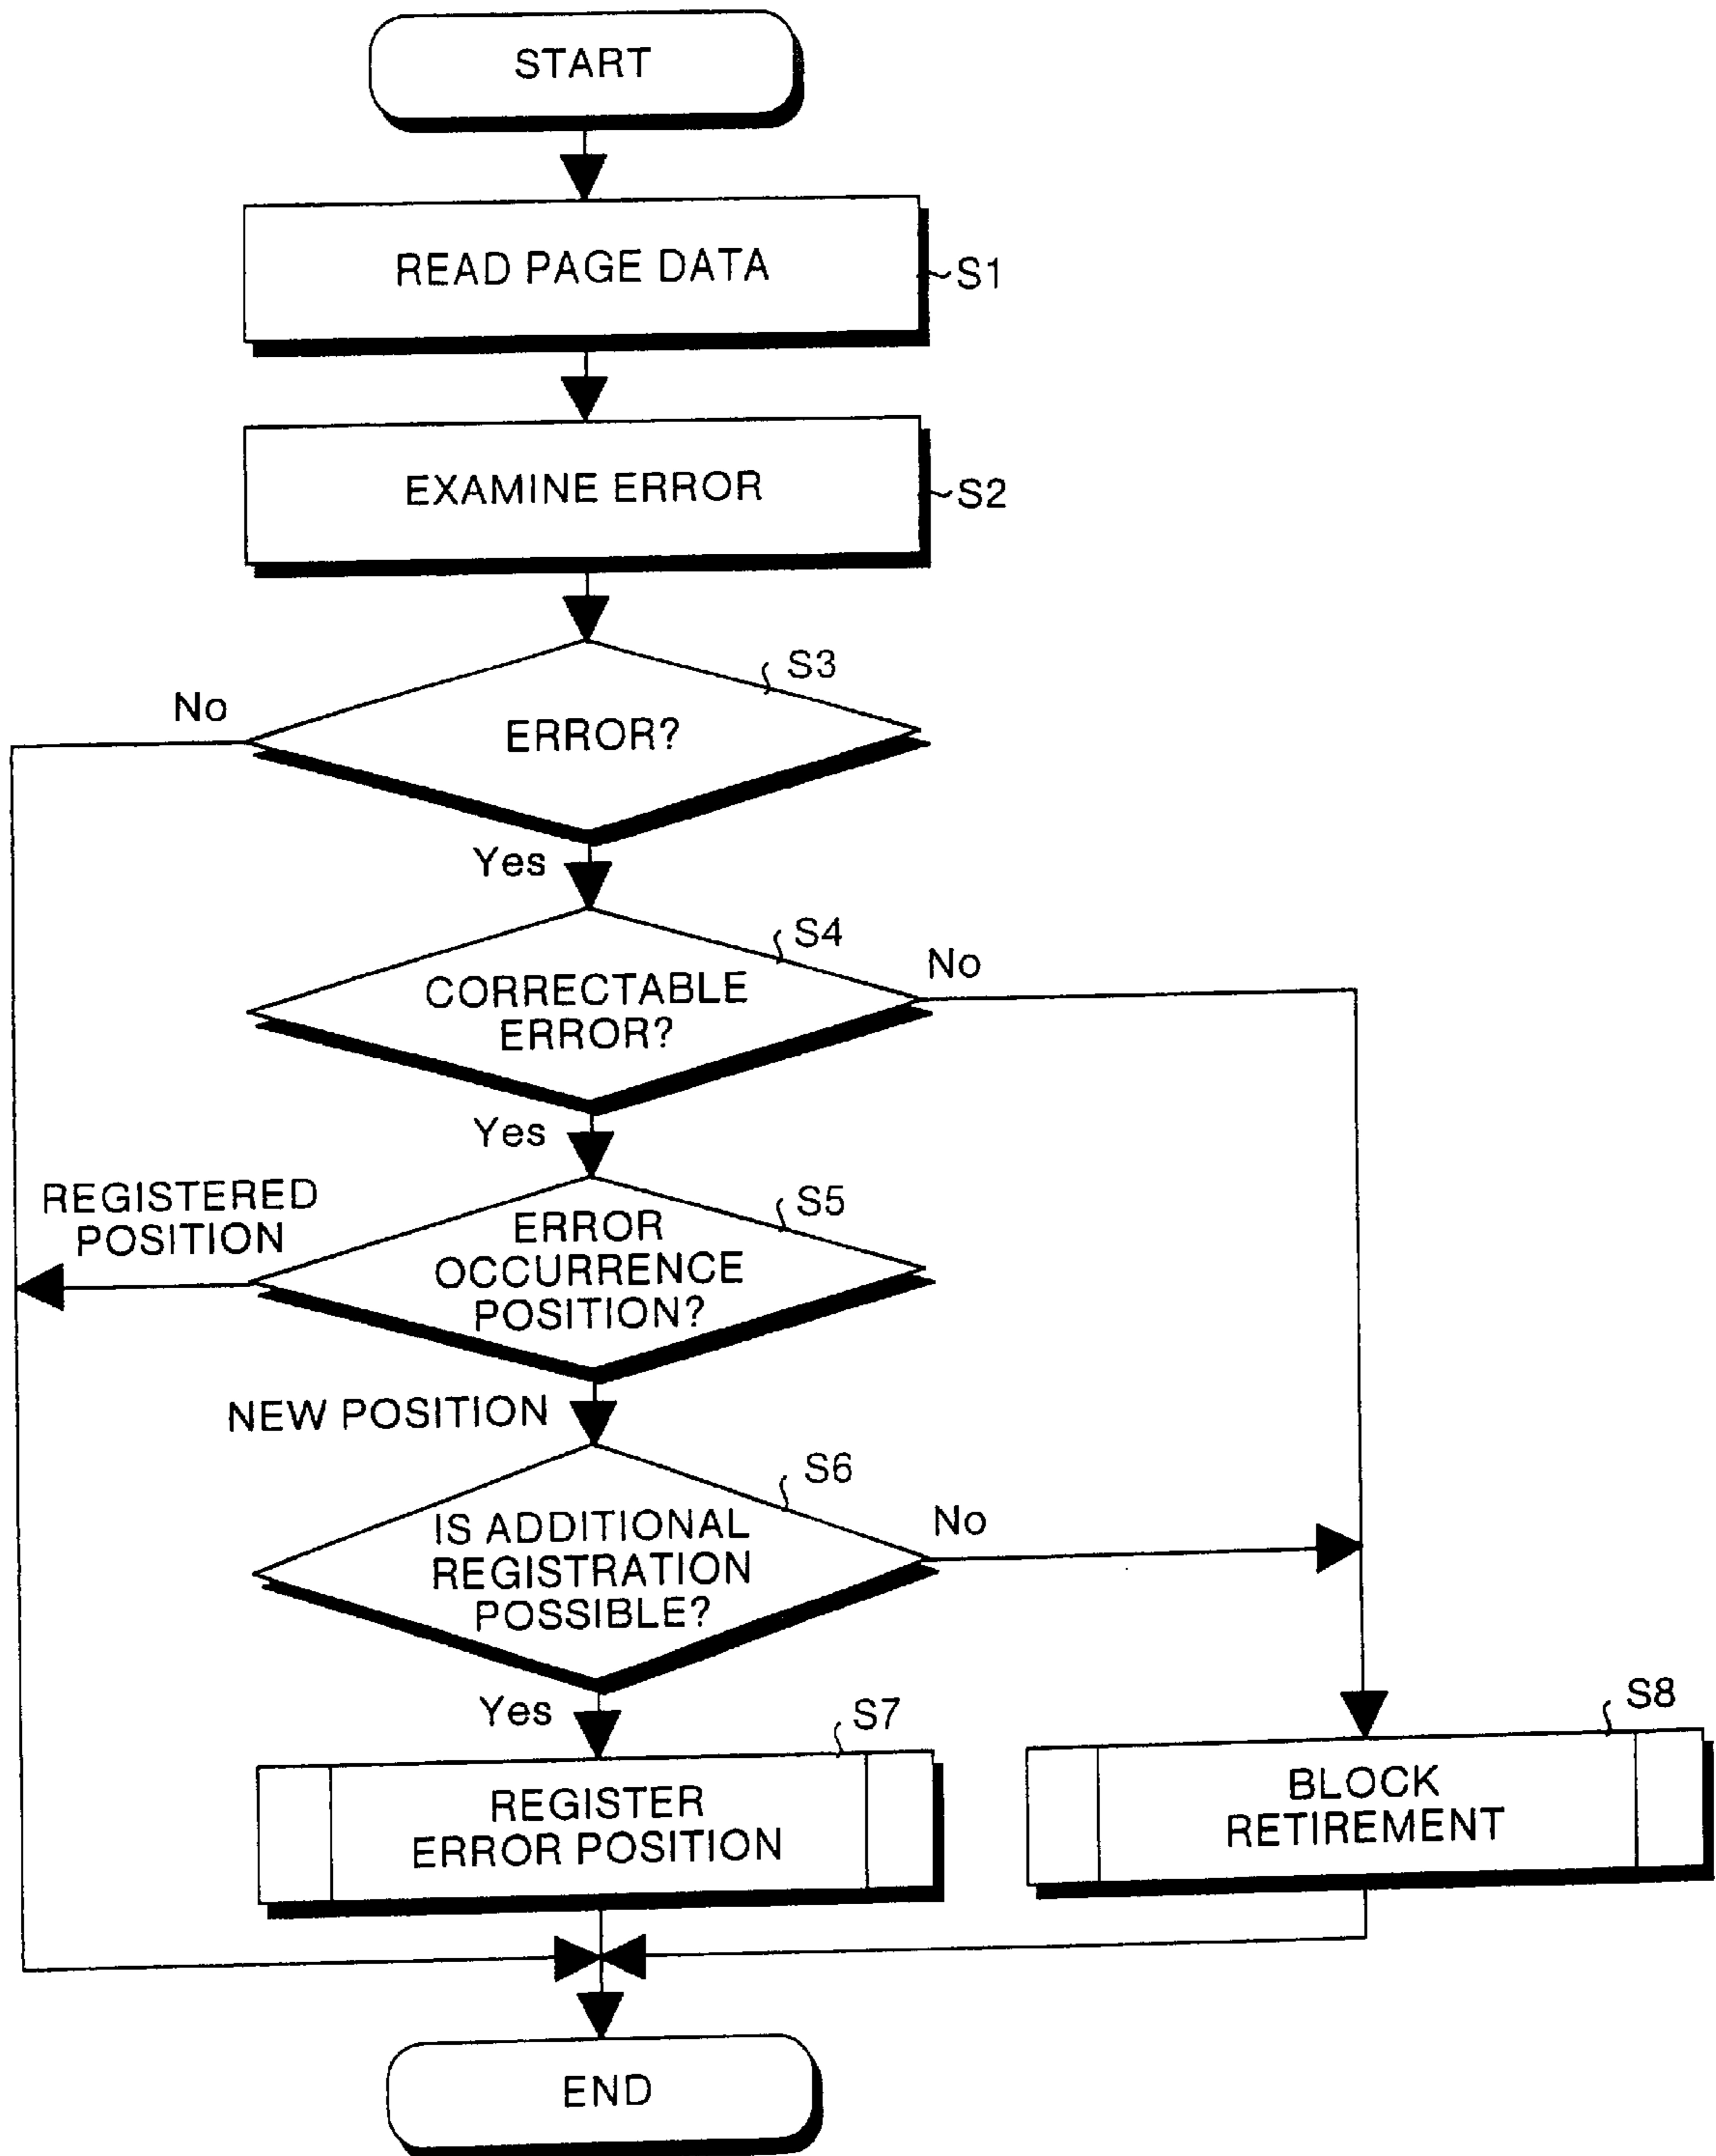 START
READ PAGE DATA
S1
EXAMINE ERROR
S2
S3
No
ERROR?
Yes
S4
No
CORRECTABLE
ERROR?
Yes
REGISTERED
POSITION
S5
ERROR
OCCURRENCE
POSITION?
NEW POSITION
S6
No
IS ADDITIONAL
REGISTRATION
POSSIBLE?
Yes
S7
S8
REGISTER
ERROR POSITION
BLOCK
RETIREMENT
END